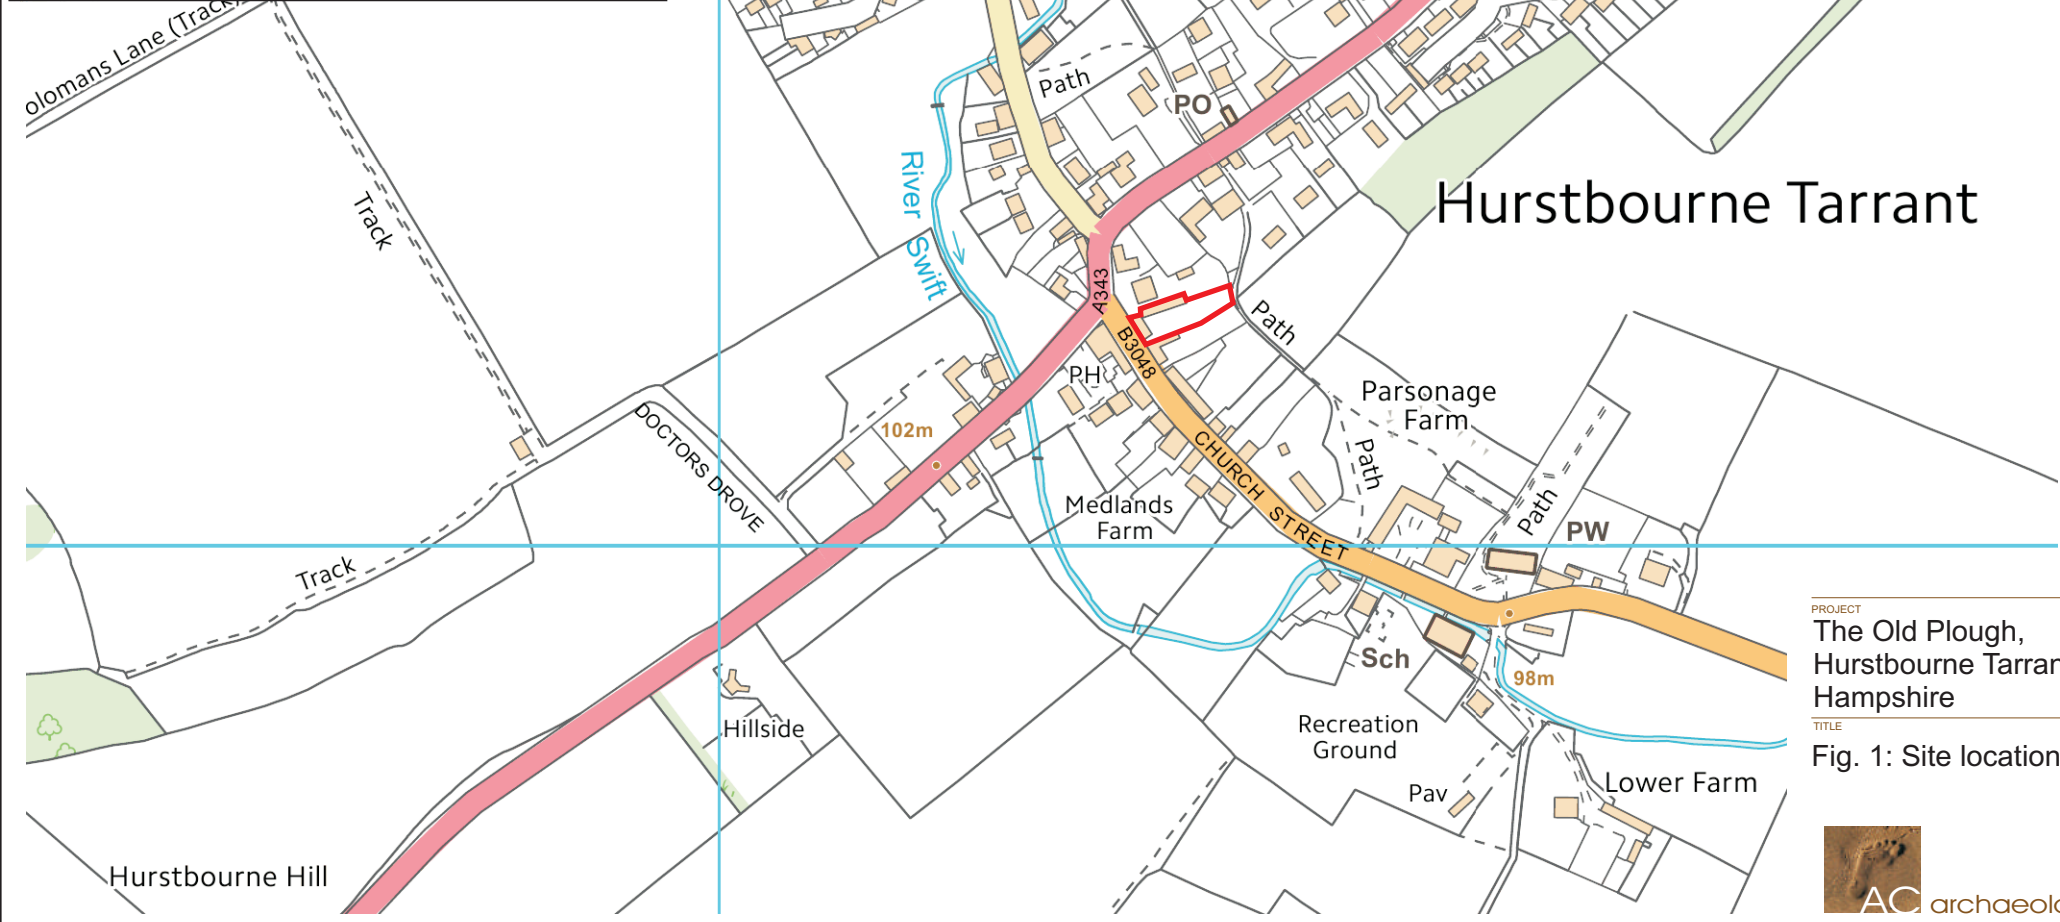 olomans Lane (Track)
Track
Path
PO
River Swift
Hurstbourne Tarrant
A343
B3048
Path
PH
Parsonage
Farm
102m
DOCTORS DROVE
CHURCH STREET
Path
Medlands
Farm
Path
PW
Track
Sch
98m
Hillside
Recreation
Ground
Pav
Lower Farm
Hurstbourne Hill
PROJECT
The Old Plough,
Hurstbourne Tarran
Hampshire
TITLE
Fig. 1: Site location
AC archaeolo